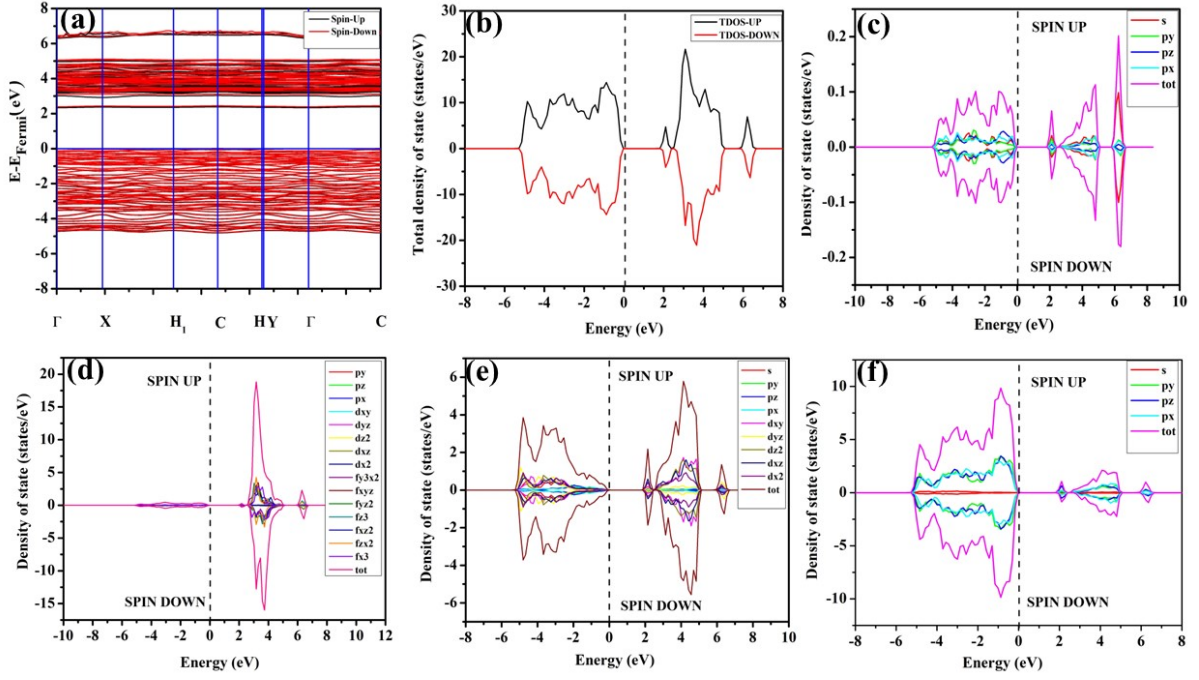 (a)
Spin-Up
Spin-Down
E-E_Fermi (eV)
8
6
4
2
0
-2
-4
-6
8
Γ X H₁ C H Y Γ C
(b)
TDOS-UP
TDOS-DOWN
Total density of state (states/eV)
30
20
10
0
-10
-20
-30
-8 -6 -4 -2 0 2 4 6 8
Energy (eV)
(c)
SPIN UP
s
py
pz
px
tot
Density of state (states/eV)
0.2
0.1
0.0
-0.1
-0.2
SPIN DOWN
-10 -8 -6 -4 -2 0 2 4 6 8 10
Energy (eV)
(d)
SPIN UP
py
pz
px
dxy
dyz
dz2
dxz
dx2
fy3x2
fxyz
fyz2
fz3
fxz2
fzx2
fx3
tot
Density of state (states/eV)
20
15
10
5
0
-5
-10
-15
SPIN DOWN
-10 -8 -6 -4 -2 0 2 4 6 8 10 12
Energy (eV)
(e)
SPIN UP
s
py
pz
px
dxy
dyz
dz2
dxz
dx2
tot
Density of state (states/eV)
6
4
2
0
-2
-4
-6
SPIN DOWN
-8 -6 -4 -2 0 2 4 6 8 10
Energy (eV)
(f)
SPIN UP
s
py
pz
px
tot
Density of state (states/eV)
10
5
0
-5
-10
SPIN DOWN
-8 -6 -4 -2 0 2 4 6 8
Energy (eV)